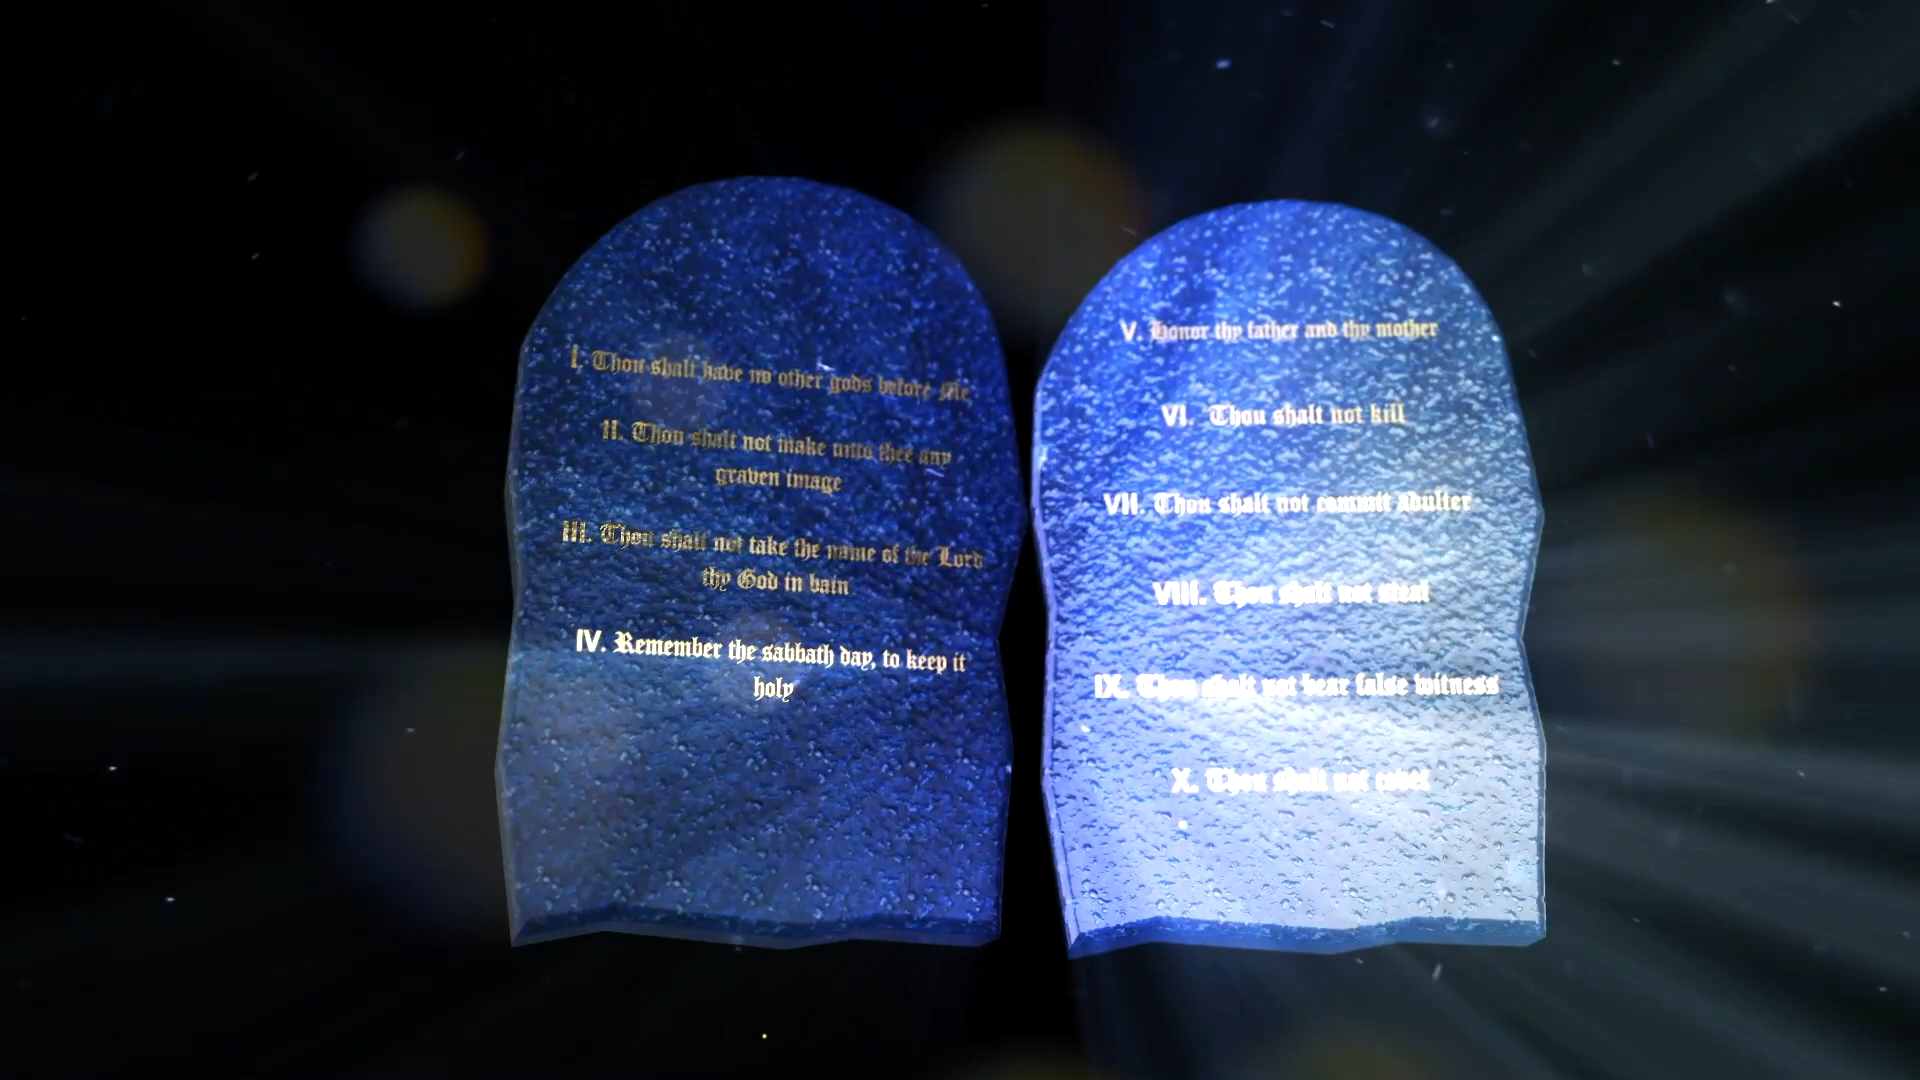 I. Thou shalt have no other gods before Me
II. Thou shalt not make unto thee any
graven image
III. Thou shalt not take the name of the Lord
thy God in vain
IV. Remember the sabbath day, to keep it
holy
V. Honor thy father and thy mother
VI. Thou shalt not kill
VII. Thou shalt not commit adulter
VIII. Thou shalt not steal
IX. Thou shalt not bear false witness
X. Thou shalt not covet